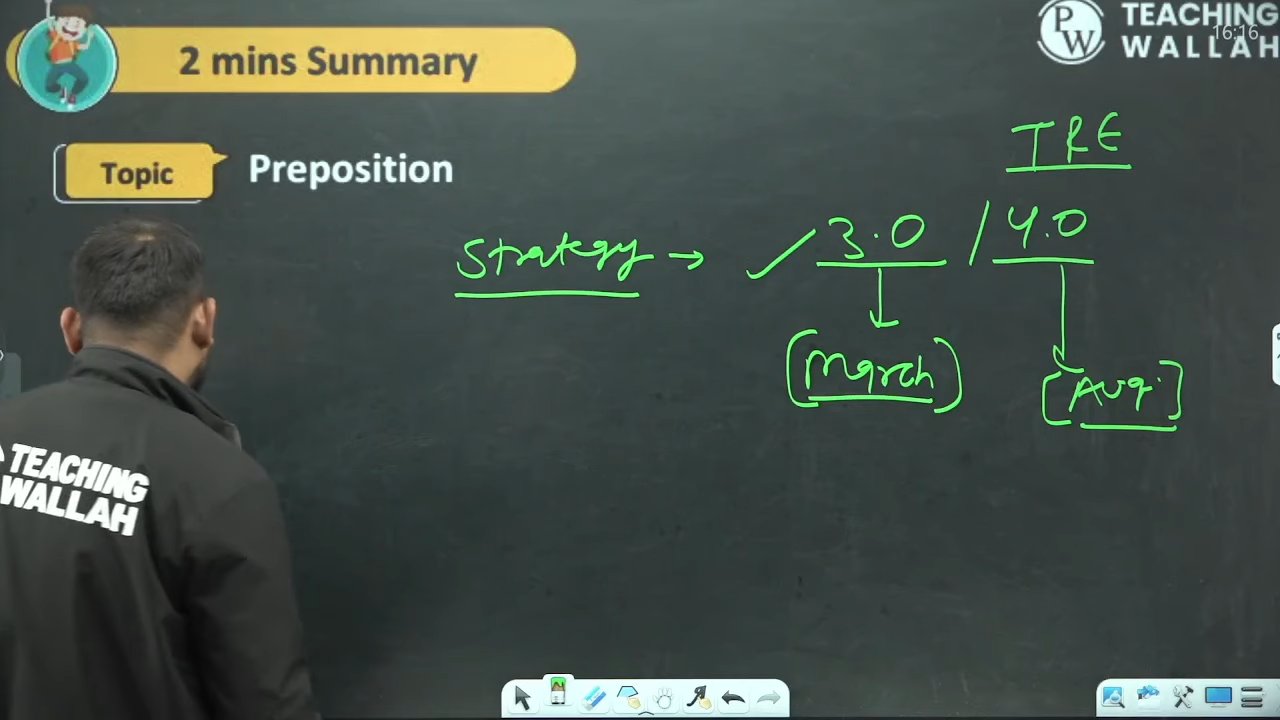 2 mins Summary
TEACHING
WALLAH
PW
16:16
TRE
Topic
Preposition
Strategy → ✓ 3.0 / 4.0
(March) [Aug.]
TEACHING
WALLAH